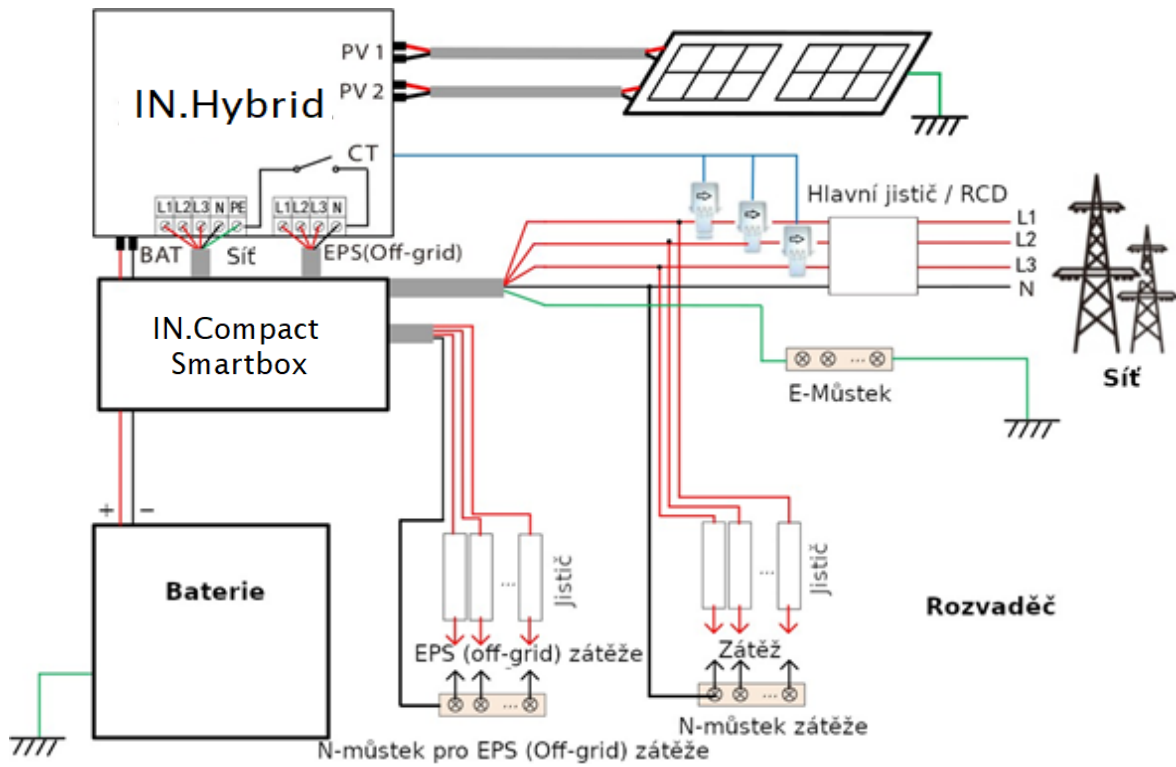 PV 1
IN.Hybrid
PV 2
CT
L1 L2 L3 N PE
L1 L2 L3 N
BAT
Síť
EPS(Off-grid)
Hlavní jistič / RCD
L1
L2
L3
N
IN.Compact
Smartbox
...
E-Můstek
Síť
+
−
Baterie
...
Jistič
...
Jistič
Rozvaděč
EPS (off-grid) zátěže
Zátěž
...
...
N-můstek zátěže
N-můstek pro EPS (Off-grid) zátěže